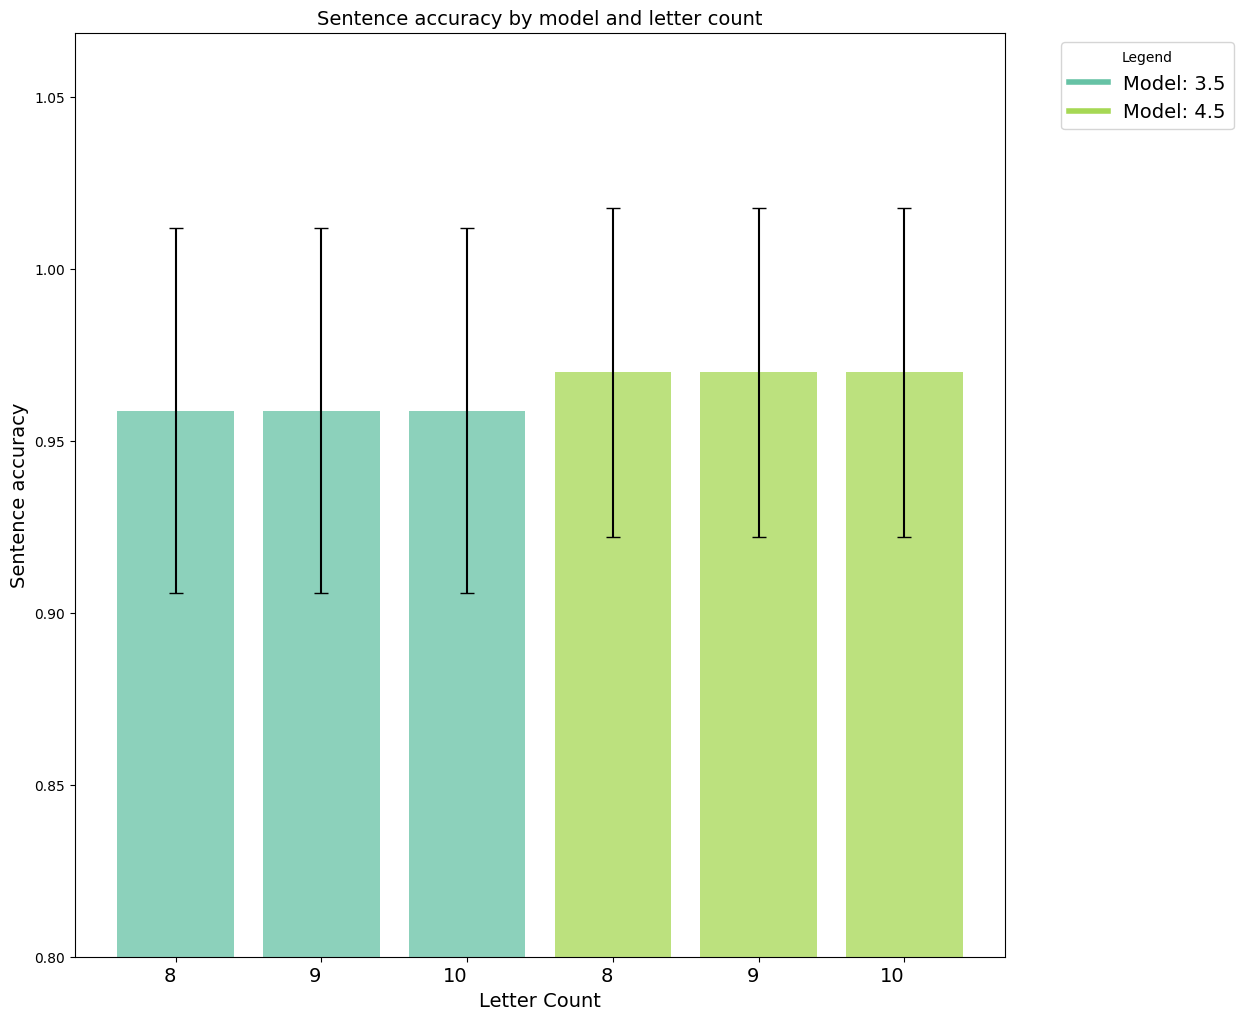 Sentence accuracy by model and letter count
Legend
Model: 3.5
Model: 4.5
1.05
1.00
0.95
0.90
0.85
0.80
Sentence accuracy
8 9 10 8 9 10
Letter Count